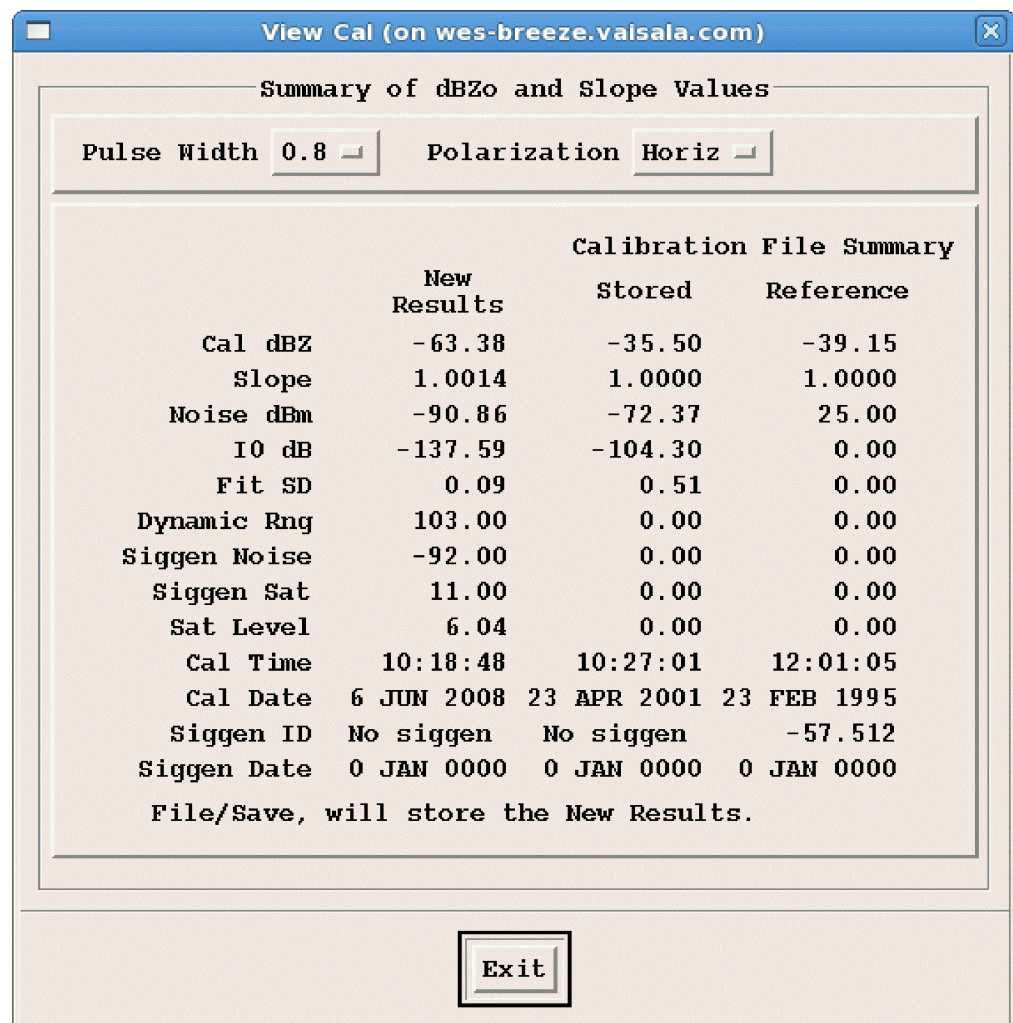 View Cal (on wes-breeze.vaisala.com)
Summary of dBZo and Slope Values
Pulse Width 0.8 Polarization Horiz
Calibration File Summary
New Results Stored Reference
Cal dBZ -63.38 -35.50 -39.15
Slope 1.0014 1.0000 1.0000
Noise dBm -90.86 -72.37 25.00
I0 dB -137.59 -104.30 0.00
Fit SD 0.09 0.51 0.00
Dynamic Rng 103.00 0.00 0.00
Siggen Noise -92.00 0.00 0.00
Siggen Sat 11.00 0.00 0.00
Sat Level 6.04 0.00 0.00
Cal Time 10:18:48 10:27:01 12:01:05
Cal Date 6 JUN 2008 23 APR 2001 23 FEB 1995
Siggen ID No siggen No siggen -57.512
Siggen Date 0 JAN 0000 0 JAN 0000 0 JAN 0000
File/Save, will store the New Results.
Exit